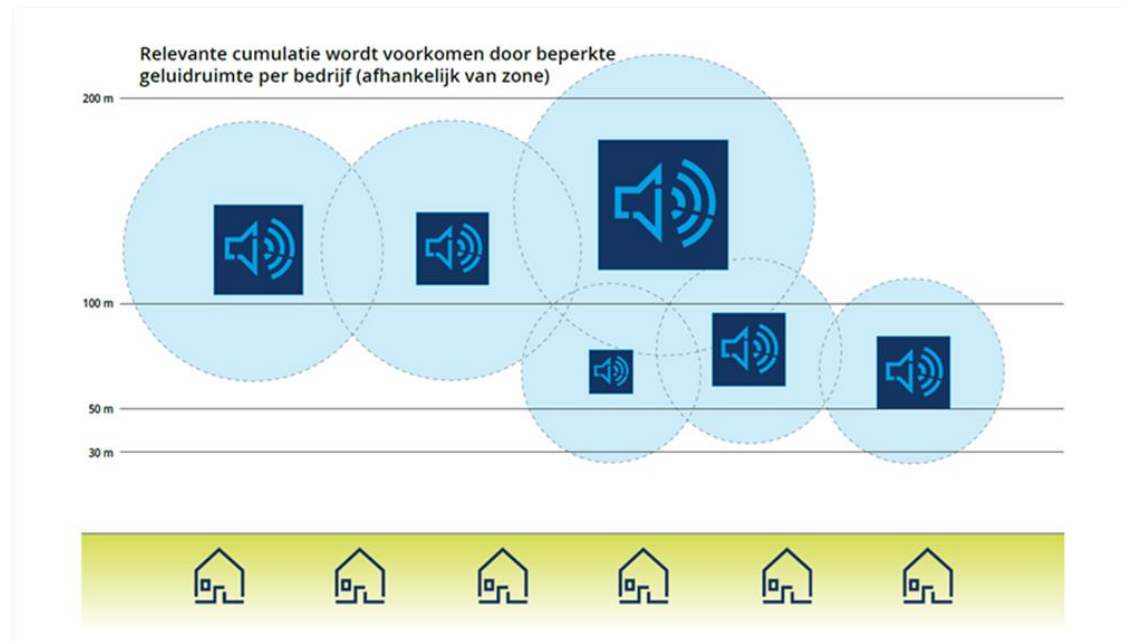 Relevante cumulatie wordt voorkomen door beperkte
geluidruimte per bedrijf (afhankelijk van zone)
200 m
100 m
50 m
30 m